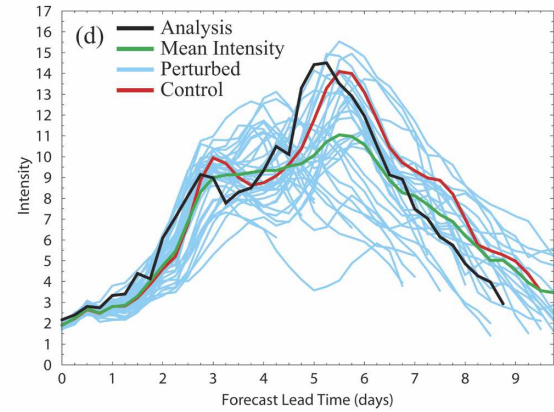 17
16
15
14
13
12
11
10
9
8
7
6
5
4
3
2
1
0
Intensity
(d)
Analysis
Mean Intensity
Perturbed
Control
0 1 2 3 4 5 6 7 8 9
Forecast Lead Time (days)